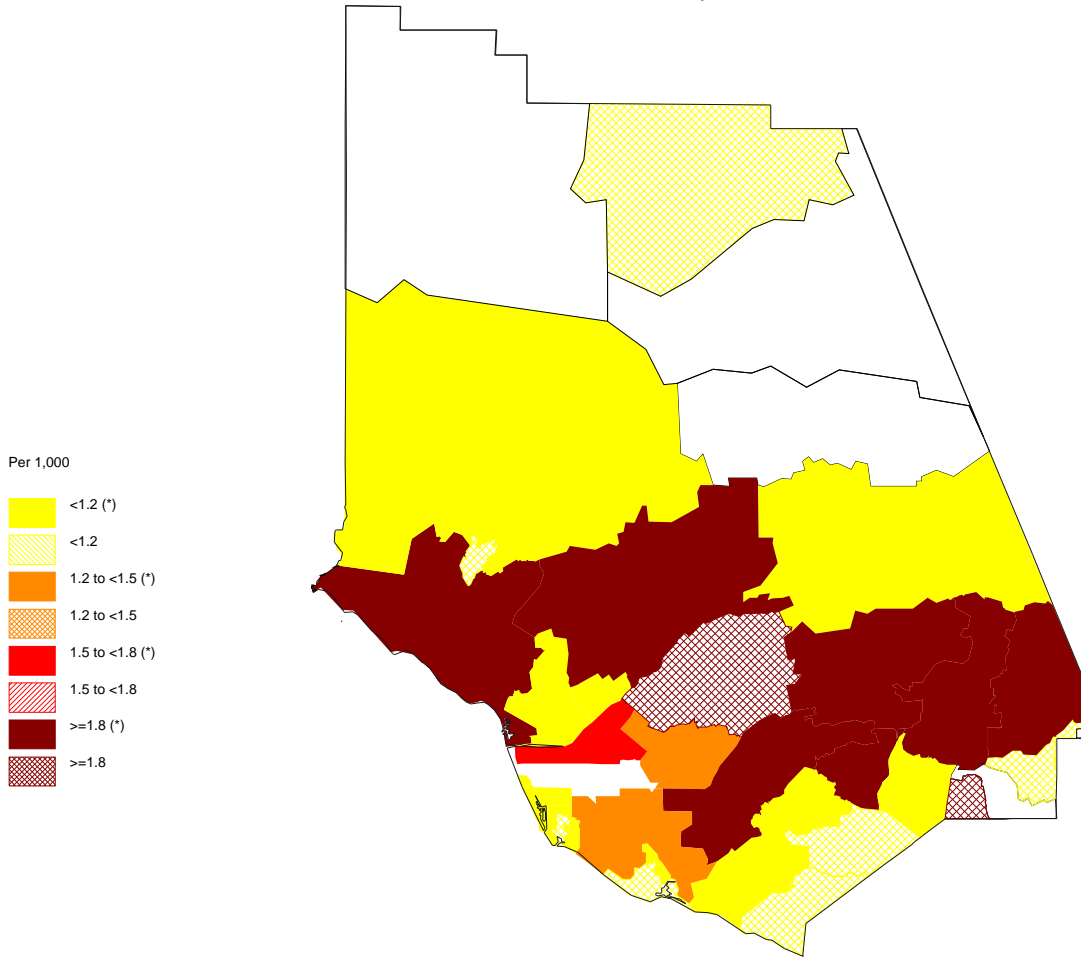 Per 1,000
<1.2 (*)
<1.2
1.2 to <1.5 (*)
1.2 to <1.5
1.5 to <1.8 (*)
1.5 to <1.8
>=1.8 (*)
>=1.8